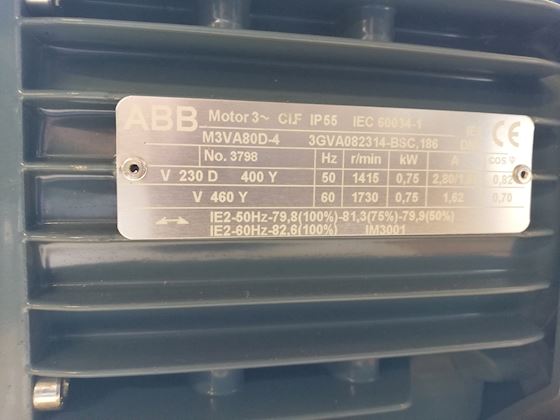 ABB Motor 3~ Cl.F IP55 IEC 60034-1 CE
M3VA80D-4 3GVA082314-BSC,186
No. 3798 Hz r/min kW A cos φ
V 230 D 400 Y 50 1415 0,75 0,82
V 460 Y 60 1730 0,75 1,62 0,70
IE2-50Hz-79,8(100%)-81,3(75%)-79,9(50%)
IE2-60Hz-82,6(100%) IM3001